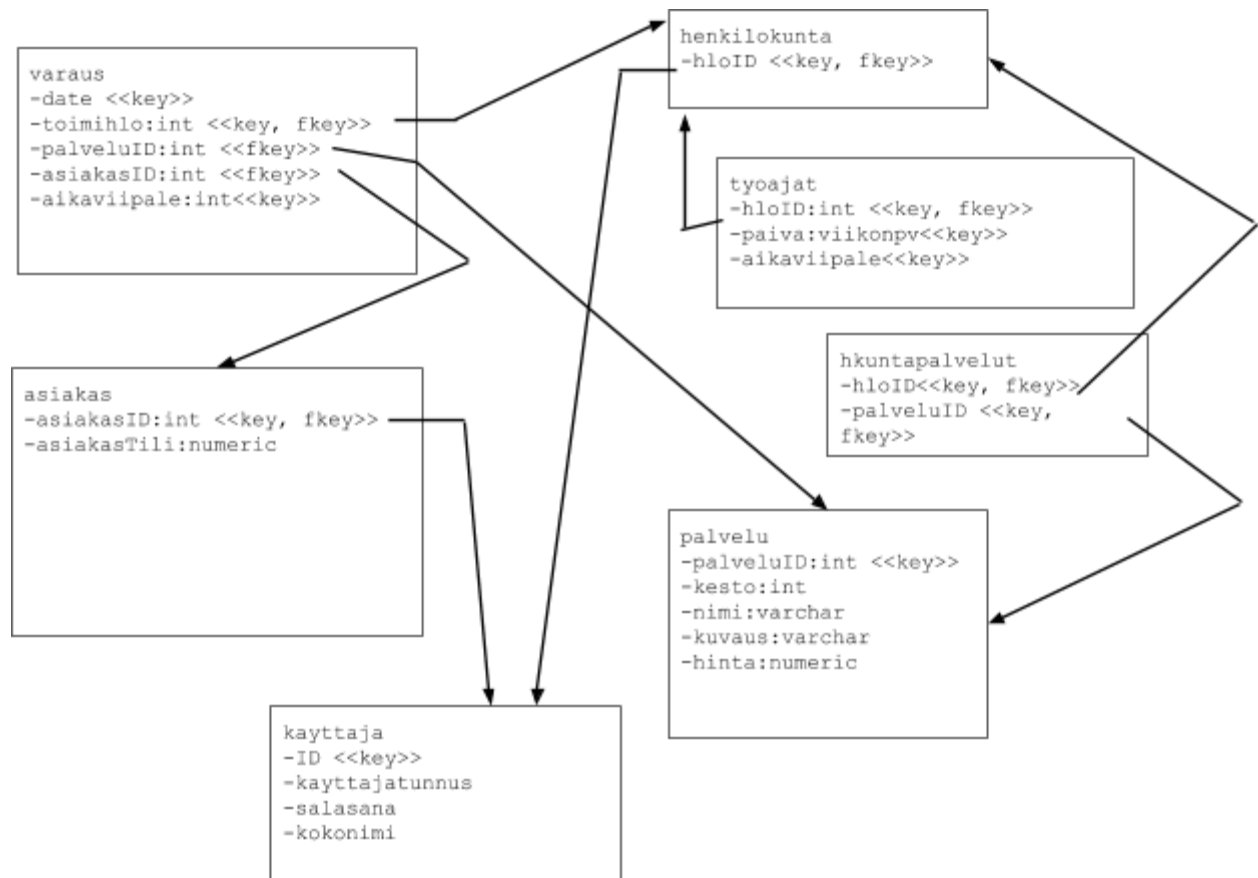 varaus
-date <<key>>
-toimihlo:int <<key, fkey>>
-palveluID:int <<fkey>>
-asiakasID:int <<fkey>>
-aikaviipale:int<<key>>
henkilokunta
-hloID <<key, fkey>>
tyoajat
-hloID:int <<key, fkey>>
-paiva:viikonpv<<key>>
-aikaviipale<<key>>
hkuntapalvelut
-hloID<<key, fkey>>
-palveluID <<key,
fkey>>
asiakas
-asiakasID:int <<key, fkey>>
-asiakasTili:numeric
palvelu
-palveluID:int <<key>>
-kesto:int
-nimi:varchar
-kuvaus:varchar
-hinta:numeric
kayttaja
-ID <<key>>
-kayttajatunnus
-salasana
-kokonimi